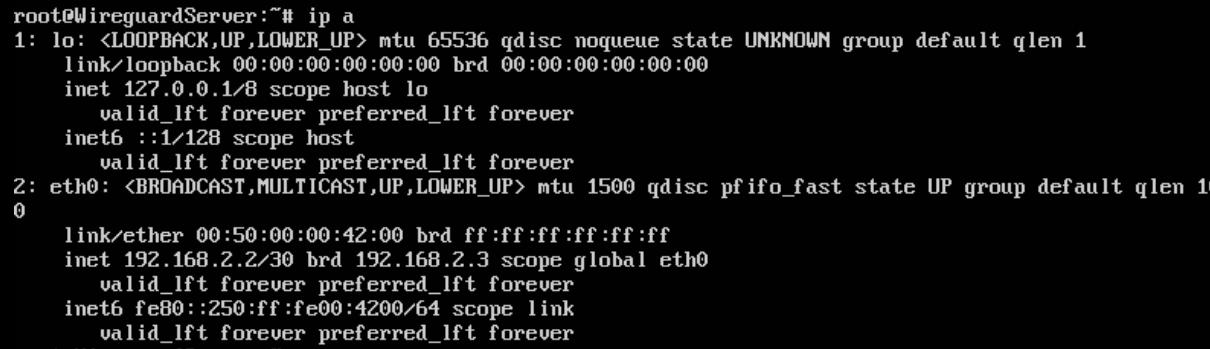 root@WireguardServer:~# ip a
1: lo: <LOOPBACK,UP,LOWER_UP> mtu 65536 qdisc noqueue state UNKNOWN group default qlen 1
    link/loopback 00:00:00:00:00:00 brd 00:00:00:00:00:00
    inet 127.0.0.1/8 scope host lo
       valid_lft forever preferred_lft forever
    inet6 ::1/128 scope host
       valid_lft forever preferred_lft forever
2: eth0: <BROADCAST,MULTICAST,UP,LOWER_UP> mtu 1500 qdisc pfifo_fast state UP group default qlen 10
0
    link/ether 00:50:00:00:42:00 brd ff:ff:ff:ff:ff:ff
    inet 192.168.2.2/30 brd 192.168.2.3 scope global eth0
       valid_lft forever preferred_lft forever
    inet6 fe80::250:ff:fe00:4200/64 scope link
       valid_lft forever preferred_lft forever